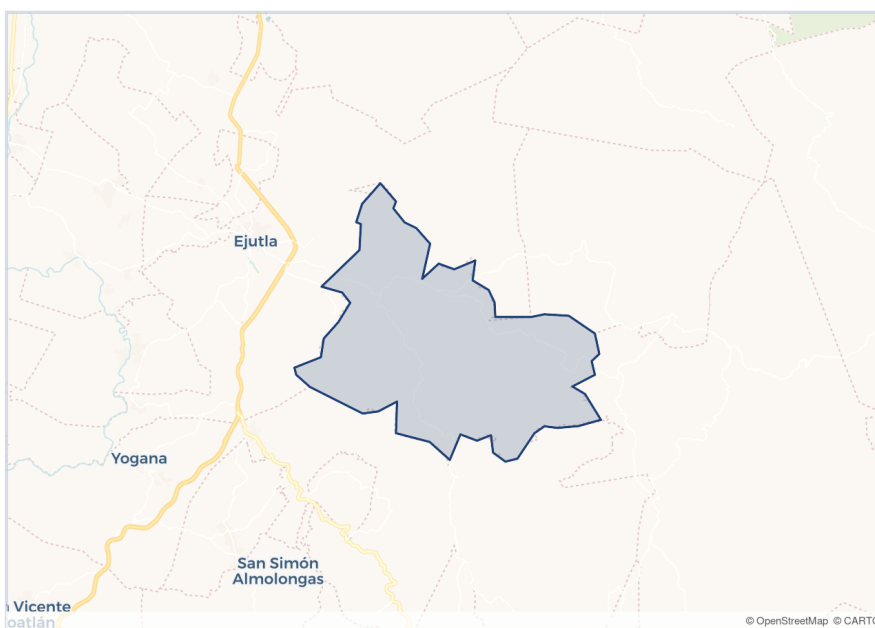 Ejutla
Yogana
San Simón
Almolongas
Vicente
oatlán
© OpenStreetMap © CARTO